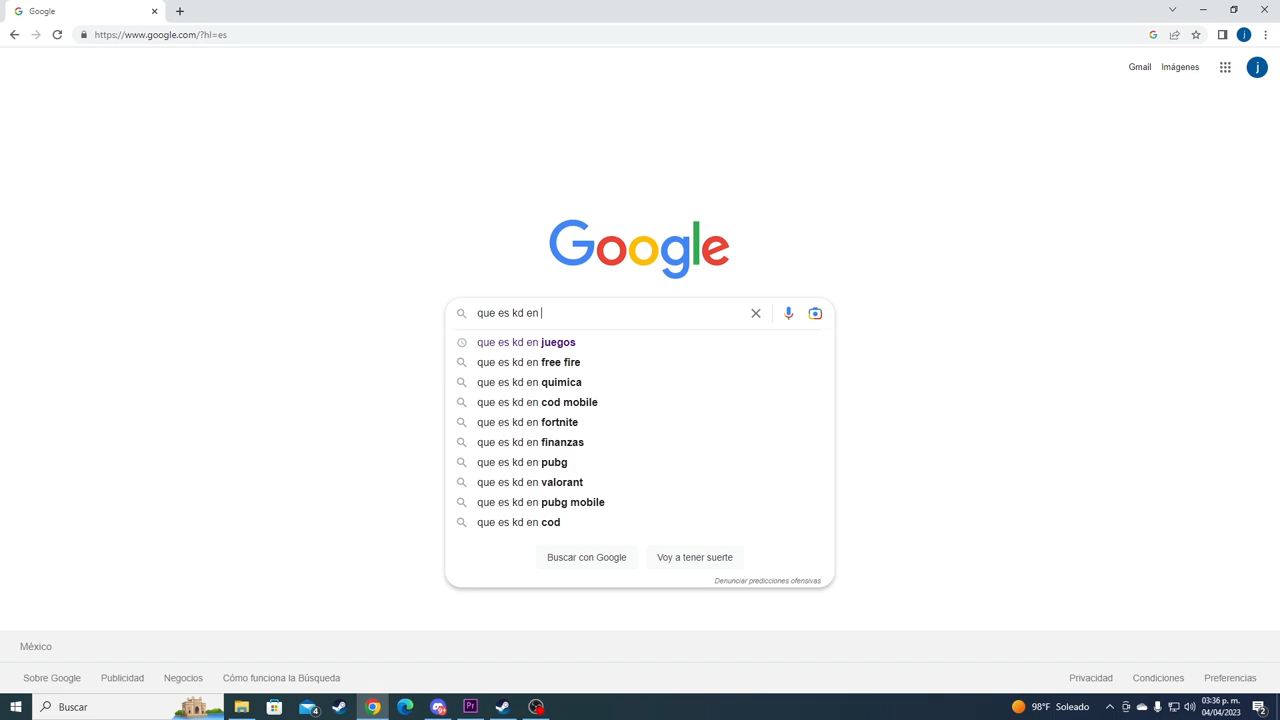 Google
https://www.google.com/?hl=es
j
Gmail
Imágenes
j
Google
que es kd en
que es kd en juegos
que es kd en free fire
que es kd en quimica
que es kd en cod mobile
que es kd en fortnite
que es kd en finanzas
que es kd en pubg
que es kd en valorant
que es kd en pubg mobile
que es kd en cod
Buscar con Google
Voy a tener suerte
Denunciar predicciones ofensivas
México
Sobre Google
Publicidad
Negocios
Cómo funciona la Búsqueda
Privacidad
Condiciones
Preferencias
Buscar
4
Pr
98°F Soleado
03:36 p. m.
04/04/2023
2